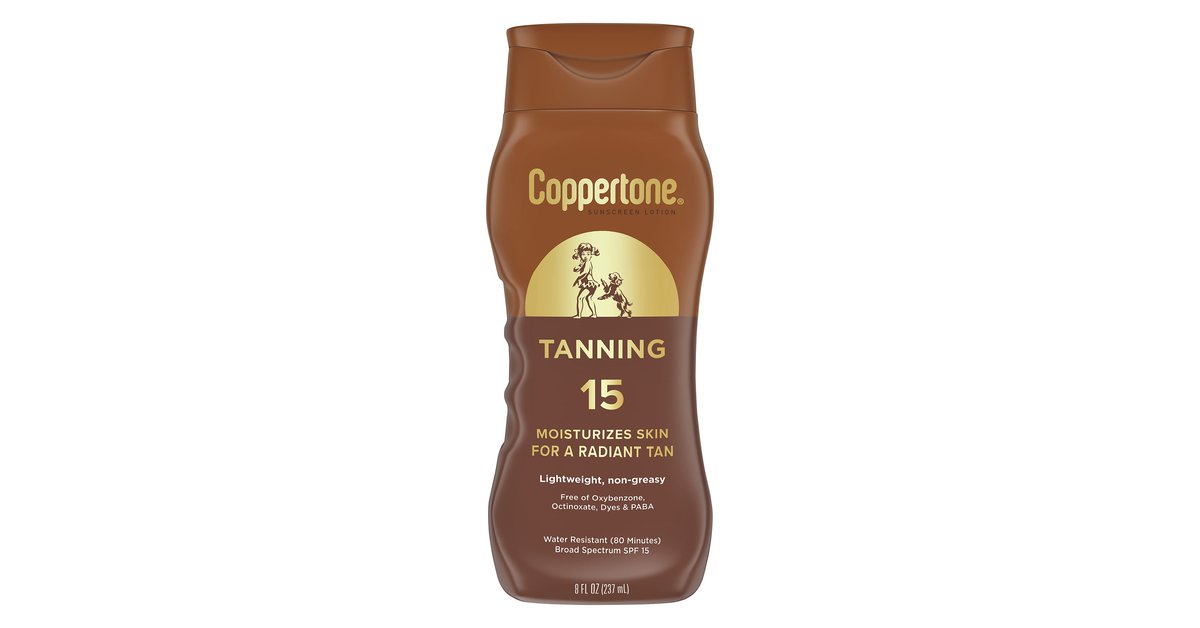 Coppertone®
SUNSCREEN LOTION
TANNING
15
MOISTURIZES SKIN
FOR A RADIANT TAN
Lightweight, non-greasy
Free of Oxybenzone,
Octinoxate, Dyes & PABA
Water Resistant (80 Minutes)
Broad Spectrum SPF 15
8 FL OZ (237 mL)